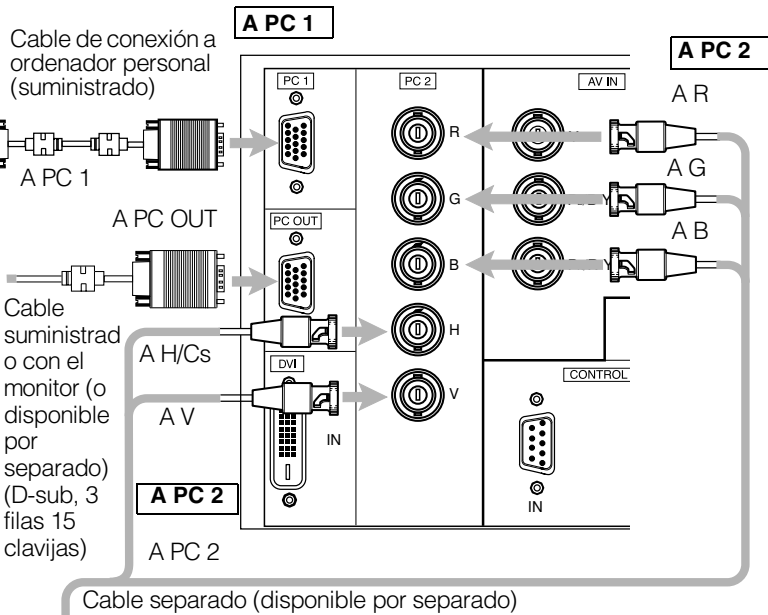 A PC 1
Cable de conexión a
ordenador personal
(suministrado)
A PC 2
PC 1
PC 2
AV IN
A R
R
A PC 1
A G
G
A PC OUT
PC OUT
A B
B
Cable
suministrad
o con el
monitor (o
disponible
por
separado)
(D-sub, 3
filas 15
clavijas)
A H/Cs
H
DVI
CONTROL
A V
V
IN
A PC 2
IN
A PC 2
Cable separado (disponible por separado)